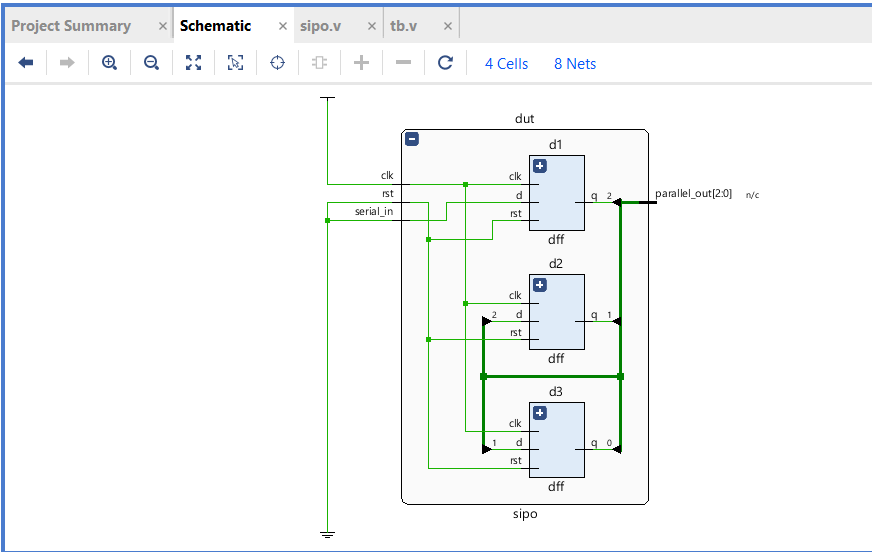 Project Summary × Schematic × sipo.v × tb.v ×
4 Cells 8 Nets
dut
d1
clk clk
rst d q 2 parallel_out[2:0] n/c
serial_in rst
dff
d2
clk
2 d q 1
rst
dff
d3
clk
1 d q 0
rst
dff
sipo